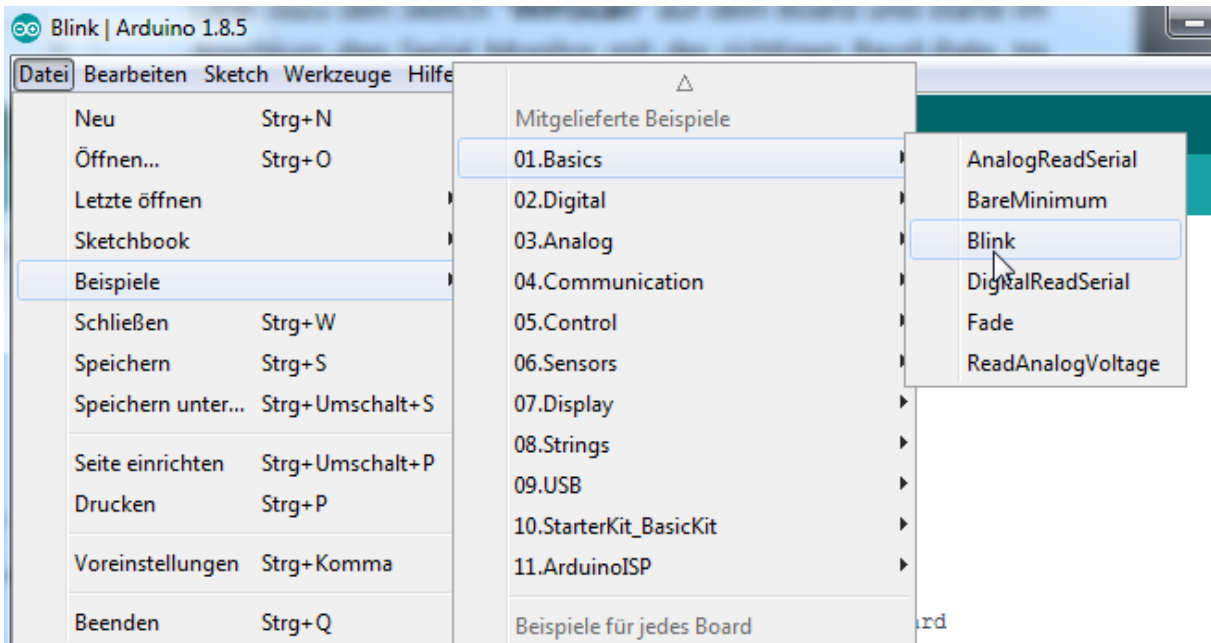 Blink | Arduino 1.8.5
Datei Bearbeiten Sketch Werkzeuge Hilfe
Neu Strg+N
Öffnen... Strg+O
Letzte öffnen
Sketchbook
Beispiele
Schließen Strg+W
Speichern Strg+S
Speichern unter... Strg+Umschalt+S
Seite einrichten Strg+Umschalt+P
Drucken Strg+P
Voreinstellungen Strg+Komma
Beenden Strg+Q
Mitgelieferte Beispiele
01.Basics
02.Digital
03.Analog
04.Communication
05.Control
06.Sensors
07.Display
08.Strings
09.USB
10.StarterKit_BasicKit
11.ArduinoISP
Beispiele für jedes Board
AnalogReadSerial
BareMinimum
Blink
DigitalReadSerial
Fade
ReadAnalogVoltage